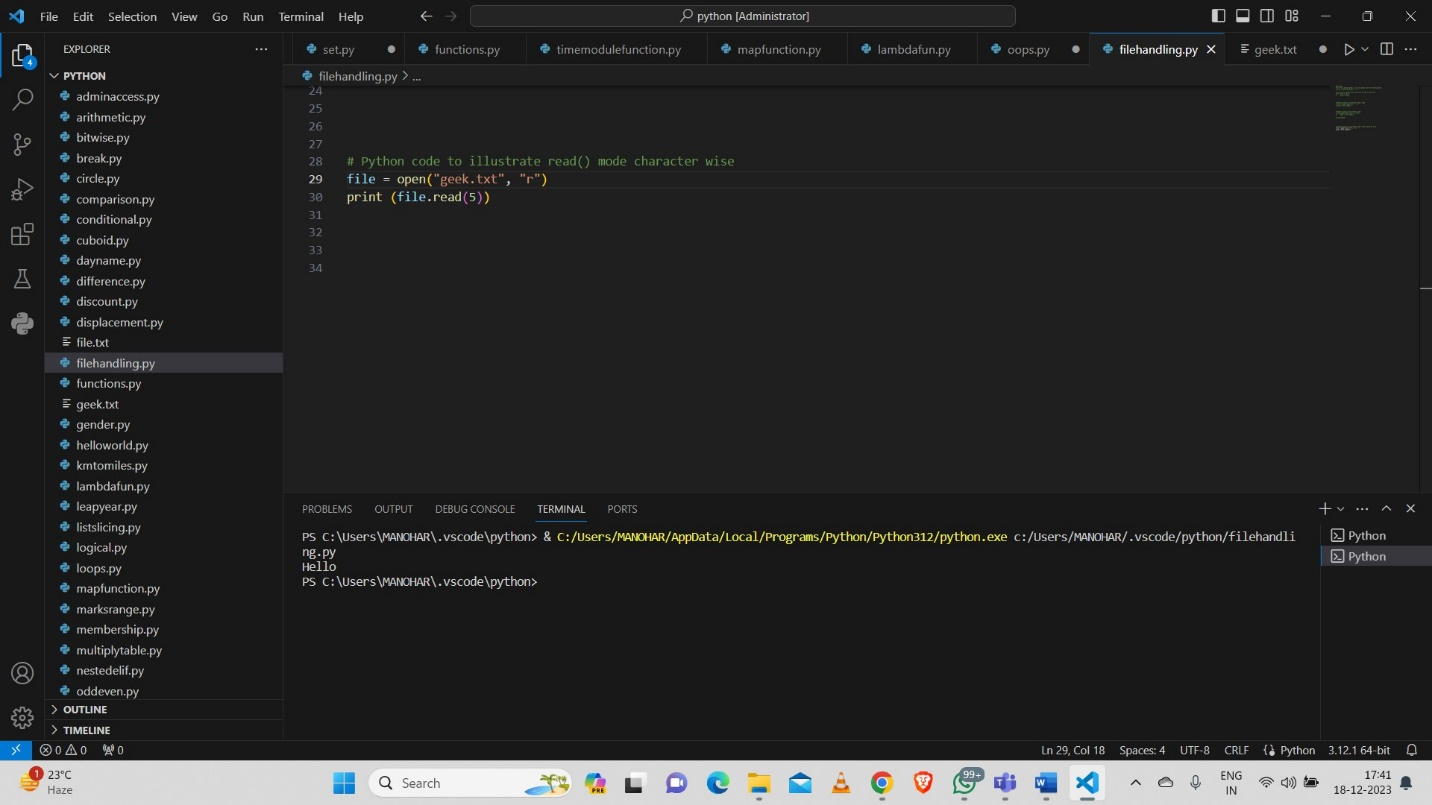 File Edit Selection View Go Run Terminal Help
python [Administrator]
EXPLORER
set.py functions.py timemodulefunction.py mapfunction.py lambdafun.py oops.py filehandling.py geek.txt
filehandling.py > ...
4
PYTHON
adminaccess.py
arithmetic.py
bitwise.py
break.py
circle.py
comparison.py
conditional.py
cuboid.py
dayname.py
difference.py
discount.py
displacement.py
file.txt
filehandling.py
functions.py
geek.txt
gender.py
helloworld.py
kmtomiles.py
lambdafun.py
leapyear.py
listslicing.py
logical.py
loops.py
mapfunction.py
marksrange.py
membership.py
multiplytable.py
nestedelif.py
oddeven.py
OUTLINE
TIMELINE
24
25
26
27
28 # Python code to illustrate read() mode character wise
29 file = open("geek.txt", "r")
30 print (file.read(5))
31
32
33
34
PROBLEMS OUTPUT DEBUG CONSOLE TERMINAL PORTS
PS C:\Users\MANOHAR\.vscode\python> & C:/Users/MANOHAR/AppData/Local/Programs/Python/Python312/python.exe c:/Users/MANOHAR/.vscode/python/filehandli
ng.py
Hello
PS C:\Users\MANOHAR\.vscode\python>
Python
Python
0 0 0
Ln 29, Col 18 Spaces: 4 UTF-8 CRLF Python 3.12.1 64-bit
1
23°C
Haze
Search
PRE
99+
ENG
IN
17:41
18-12-2023